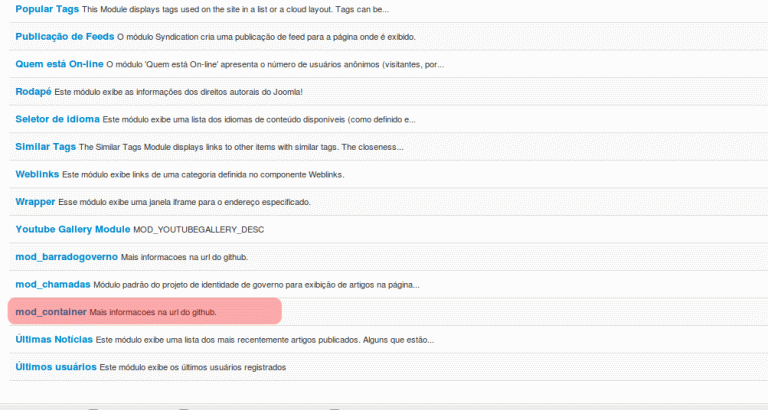 Popular Tags This Module displays tags used on the site in a list or a cloud layout. Tags can be...
Publicação de Feeds O módulo Syndication cria uma publicação de feed para a página onde é exibido.
Quem está On-line O módulo 'Quem está On-line' apresenta o número de usuários anônimos (visitantes, por...
Rodapé Este módulo exibe as informações dos direitos autorais do Joomla!
Seletor de idioma Este módulo exibe uma lista dos idiomas de conteúdo disponíveis (como definido e...
Similar Tags The Similar Tags Module displays links to other items with similar tags. The closeness...
Weblinks Este módulo exibe links de uma categoria definida no componente Weblinks.
Wrapper Esse módulo exibe uma janela iframe para o endereço especificado.
Youtube Gallery Module MOD_YOUTUBEGALLERY_DESC
mod_barradogoverno Mais informacoes na url do github.
mod_chamadas Módulo padrão do projeto de identidade de governo para exibição de artigos na página...
mod_container Mais informacoes na url do github.
Últimas Notícias Este módulo exibe uma lista dos mais recentemente artigos publicados. Alguns que estão...
Últimos usuários Este módulo exibe os últimos usuários registrados